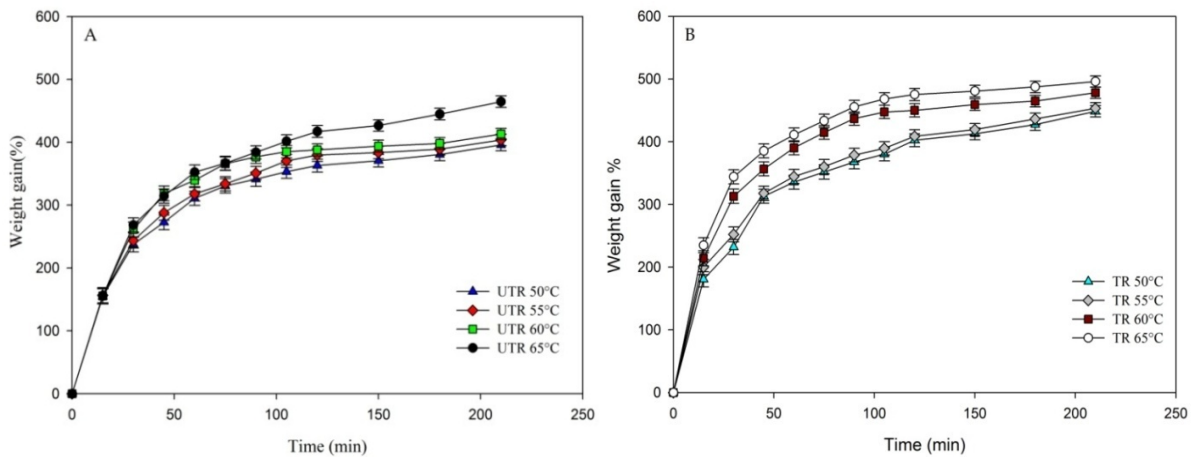 A
600
500
400
300
200
100
0
Weight gain(%)
UTR 50°C
UTR 55°C
UTR 60°C
UTR 65°C
0 50 100 150 200 250
Time (min)
B
600
500
400
300
200
100
0
Weight gain %
TR 50°C
TR 55°C
TR 60°C
TR 65°C
0 50 100 150 200 250
Time (min)